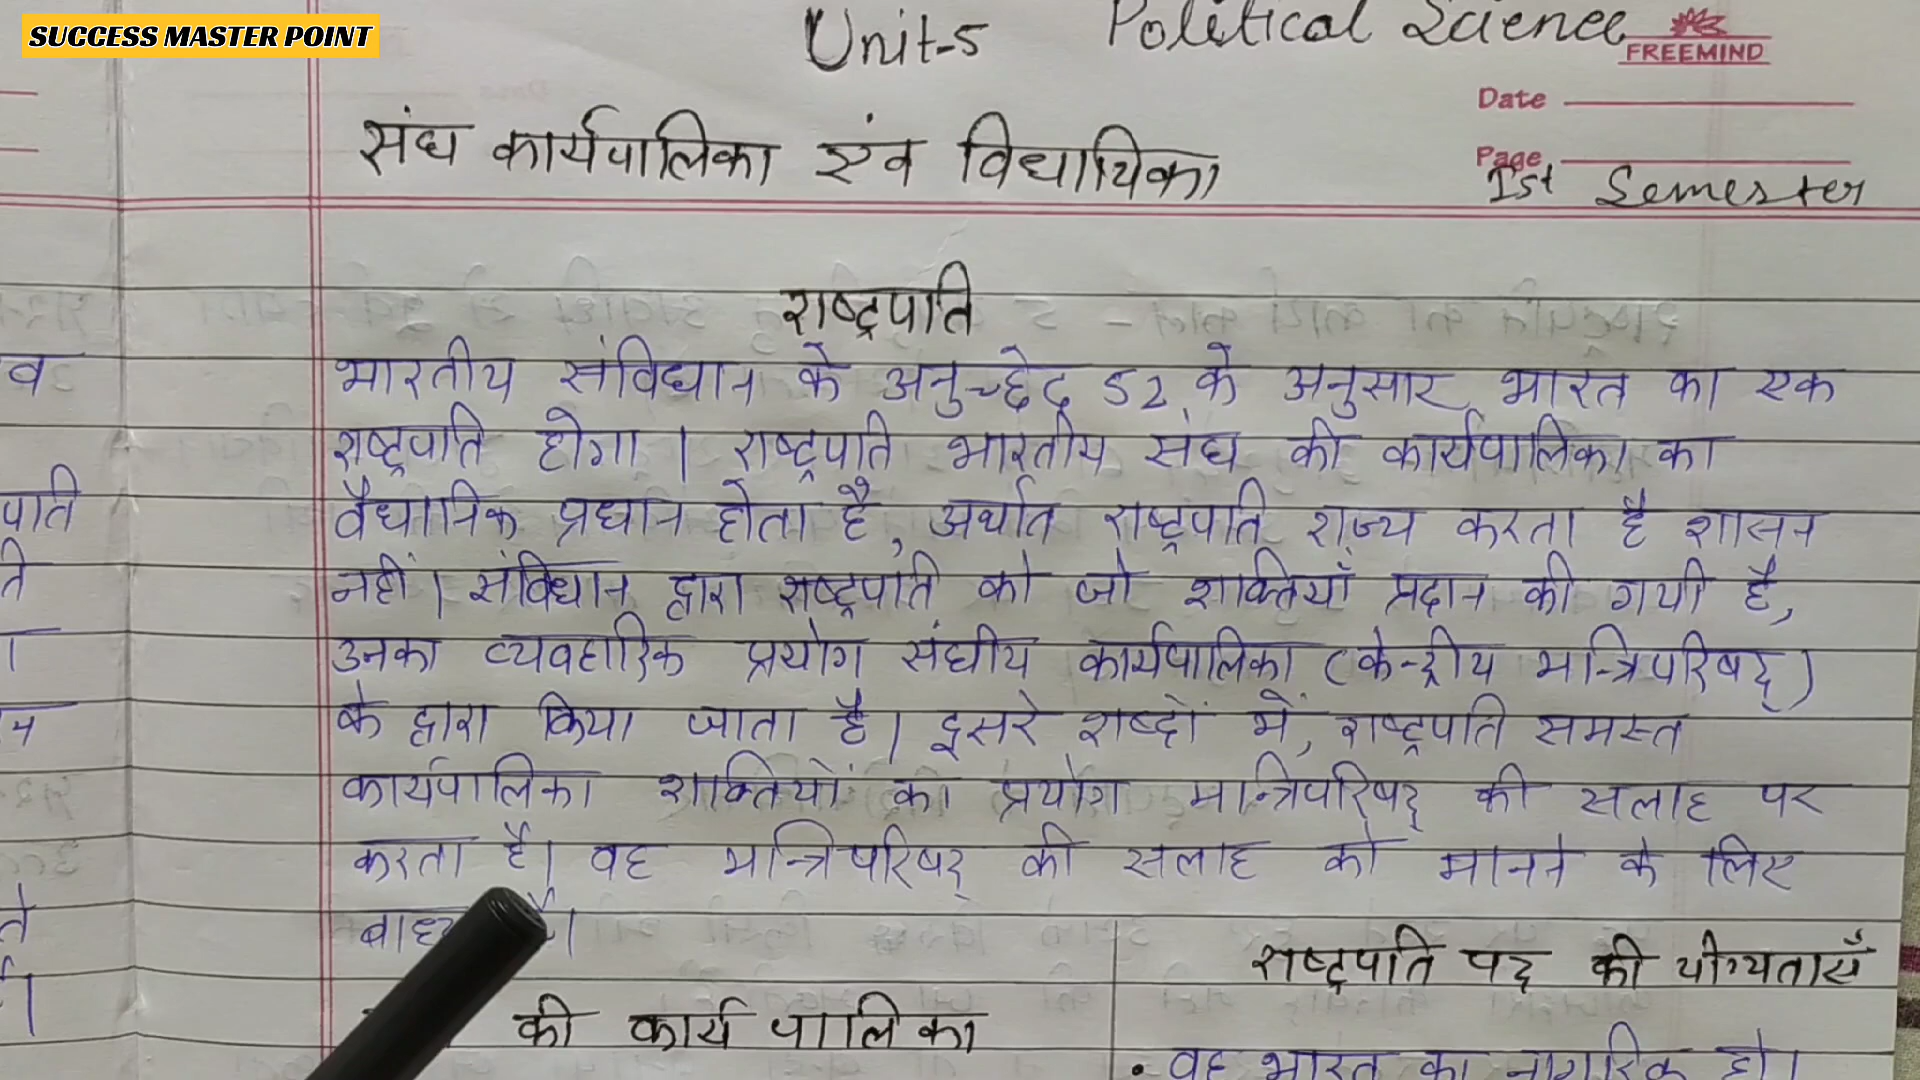 SUCCESS MASTER POINT
Unit-5 Political Science
FREEMIND
Date
Page
संघ कार्यपालिका एंव विधायिका
Ist Semester
राष्ट्रपति
भारतीय संविधान के अनुच्छेद 52 के अनुसार भारत का एक
राष्ट्रपति होगा। राष्ट्रपति भारतीय संघ की कार्यपालिका का
वैधानिक प्रधान होता है, अर्थात राष्ट्रपति राज्य करता है शासन
नहीं। संविधान द्वारा राष्ट्रपति को जो शक्तियाँ प्रदान की गयी है,
उनका व्यवहारिक प्रयोग संघीय कार्यपालिका (केन्द्रीय मन्त्रिपरिषद्)
के द्वारा किया जाता है। दूसरे शब्दों में, राष्ट्रपति समस्त
कार्यपालिका शक्तियों का प्रयोग मन्त्रिपरिषद् की सलाह पर
करता है। वह मन्त्रिपरिषद् की सलाह को मानने के लिए
राष्ट्रपति पद की योग्यताएँ
की कार्यपालिका
• वह भारत का नागरिक हो।